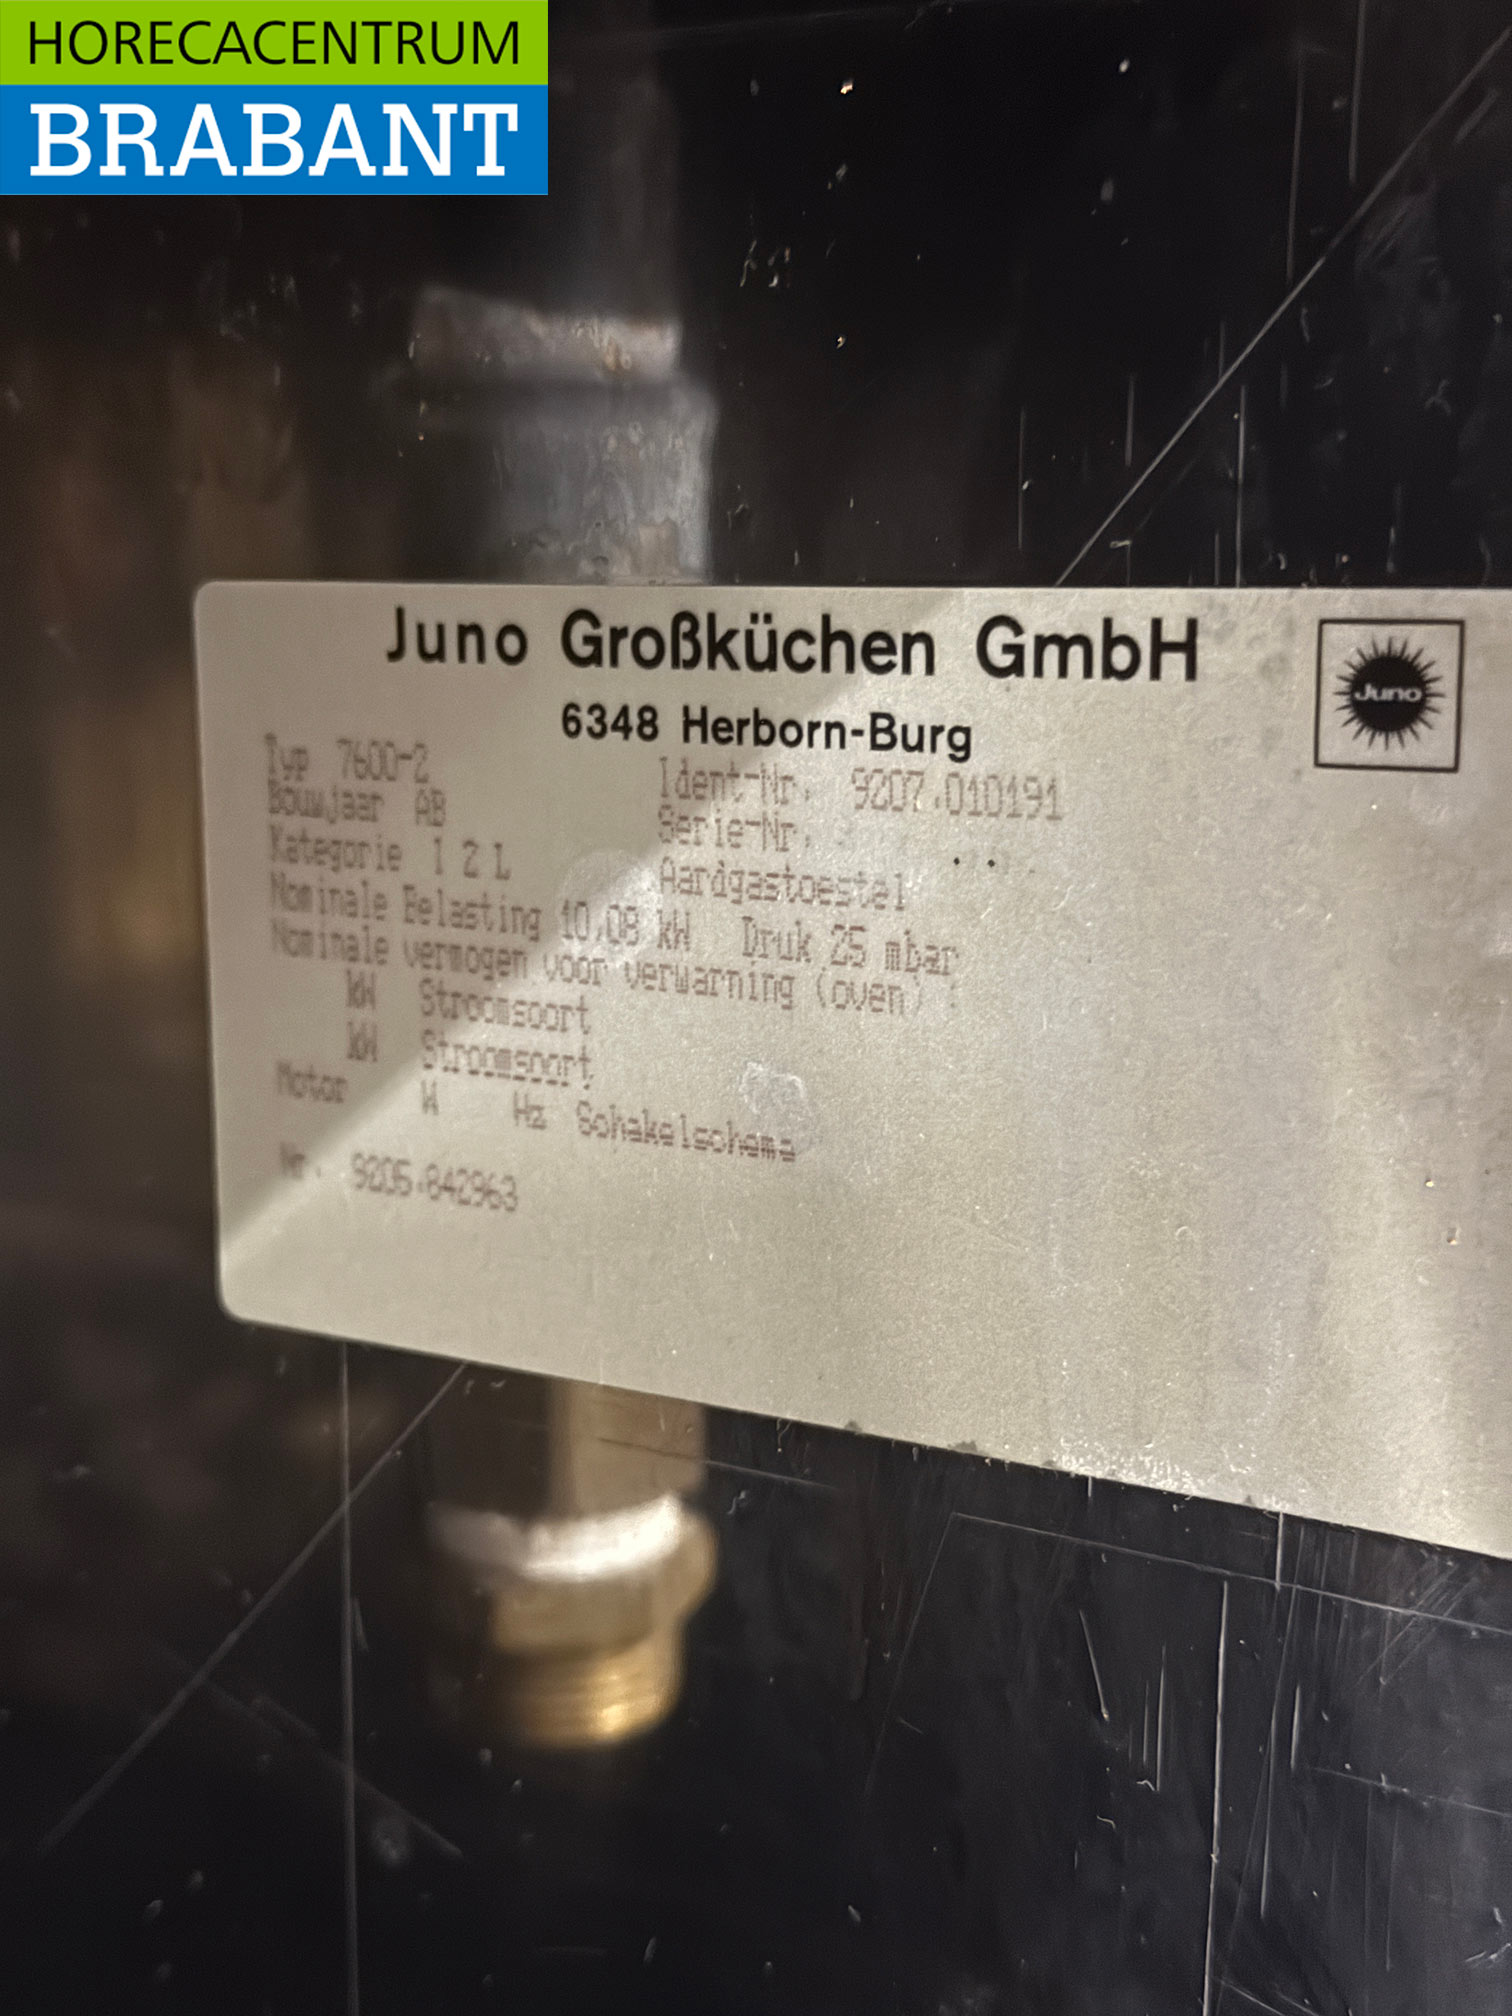 HORECACENTRUM
BRABANT
Juno Großküchen GmbH
Juno
6348 Herborn-Burg
Typ 7600-2 Ident-Nr. 9207.010191
Bouwjaar AB Serie-Nr.
Kategorie I 2 L Aardgastoestel
Nominale Belasting 10,08 kW Druk 25 mbar
Nominale vermogen voor verwarning (oven) :
kW Stroomsoort
kW Stroomsoort
Motor W Hz Schakelschema
Nr. 9205.842963